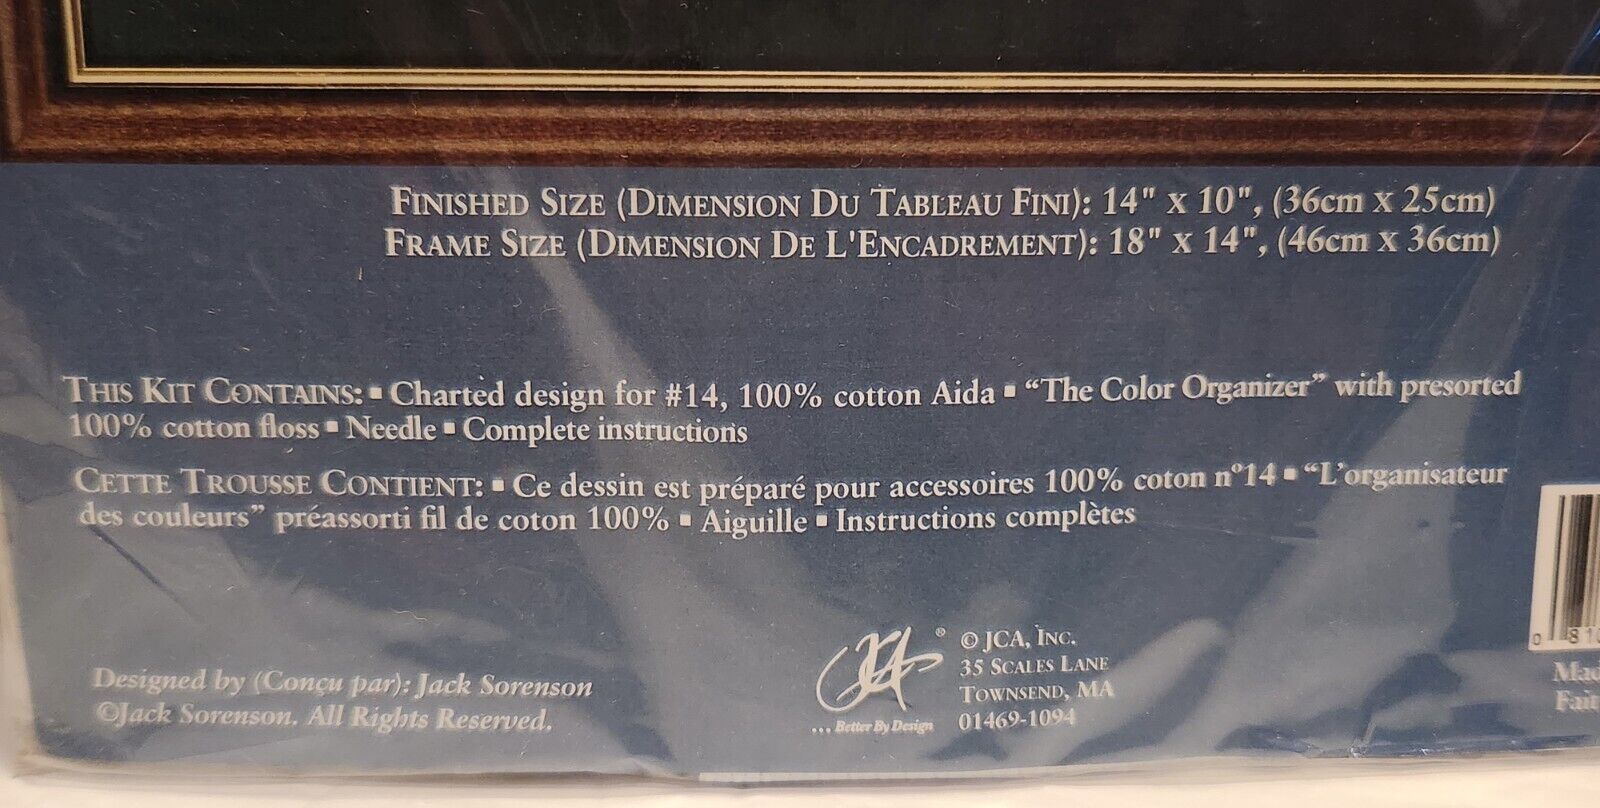 FINISHED SIZE (DIMENSION DU TABLEAU FINI): 14" X 10", (36cm X 25cm)
FRAME SIZE (DIMENSION DE L'ENCADREMENT): 18" X 14", (46cm X 36cm)
THIS KIT CONTAINS: ▪ Charted design for #14, 100% cotton Aida ▪ “The Color Organizer” with presorted
100% cotton floss ▪ Needle ▪ Complete instructions
CETTE TROUSSE CONTIENT: ▪ Ce dessin est préparé pour accessoires 100% coton nº14 ▪ “L’organisateur
des couleurs” préassorti fil de coton 100% ▪ Aiguille ▪ Instructions complètes
Designed by (Conçu par): Jack Sorenson
©Jack Sorenson. All Rights Reserved.
JCA ®
... Better By Design
© JCA, INC.
35 SCALES LANE
TOWNSEND, MA
01469-1094
0 81